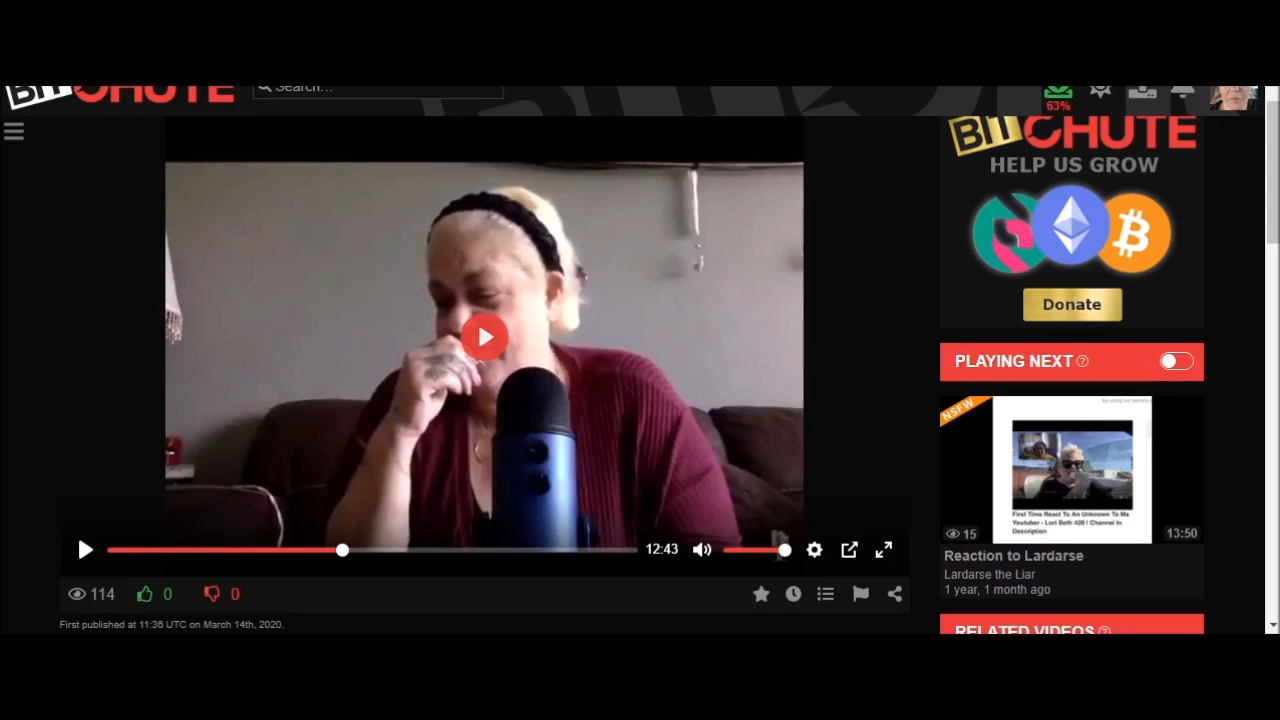 BITCHUTE
Search...
63%
BITCHUTE
HELP US GROW
Donate
PLAYING NEXT
NSFW
First Time React To An Unknown To Me
Youtuber - Lori Beth #28 | Channel In
Description
15
13:50
Reaction to Lardarse
Lardarse the Liar
1 year, 1 month ago
RELATED VIDEOS
12:43
114
0
0
First published at 11:36 UTC on March 14th, 2020.